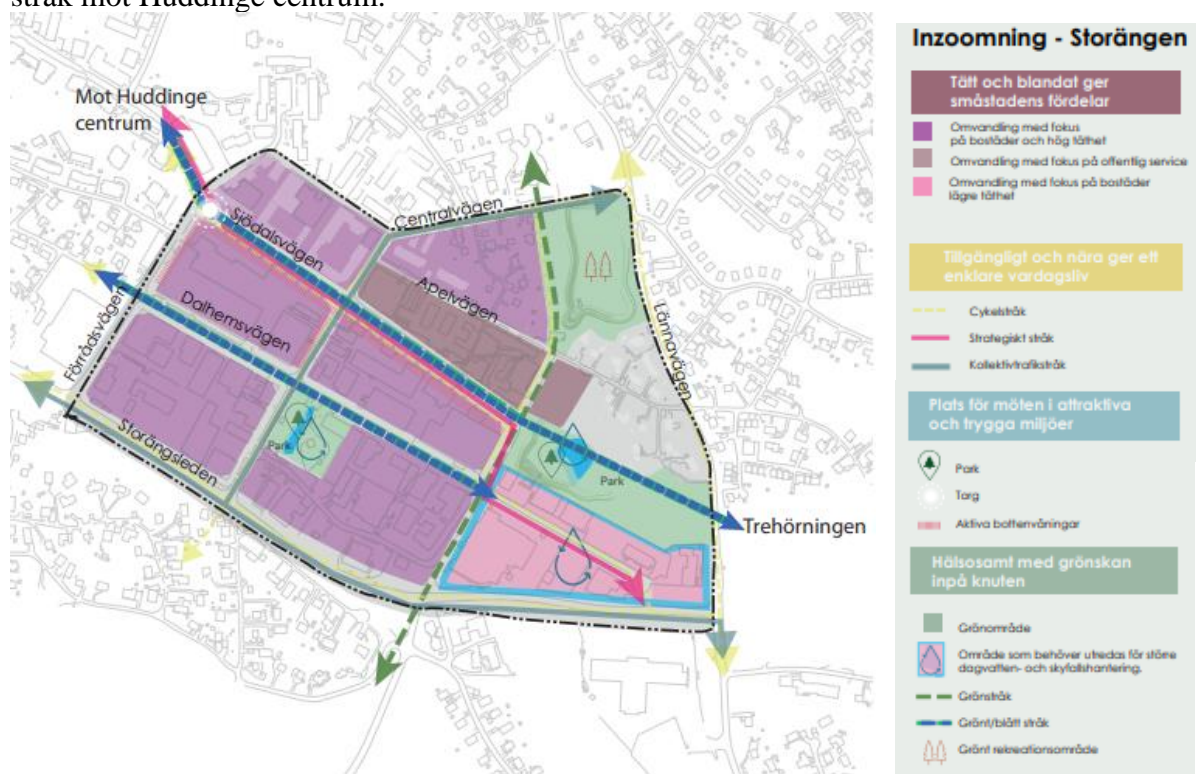 stråk mot Huddinge centrum.
Mot Huddinge
centrum
Sjödalsvägen
Centralvägen
Apelvägen
Dalhemsvägen
Förrådsvägen
Lännavägen
Storängsleden
Park
Park
Trehörningen
Inzoomning - Storängen
Tätt och blandat ger
småstadens fördelar
Omvandling med fokus
på bostäder och hög täthet
Omvandling med fokus på offentlig service
Omvandling med fokus på bostäder
lägre täthet
Tillgängligt och nära ger ett
enklare vardagsliv
Cykelstråk
Strategiskt stråk
Kollektivtrafikstråk
Plats för möten i attraktiva
och trygga miljöer
Park
Torg
Aktiva bottenvåningar
Hälsosamt med grönskan
inpå knuten
Grönområde
Område som behöver utredas för större
dagvatten- och skyfallshantering.
Grönstråk
Grönt/blått stråk
Grönt rekreationsområde